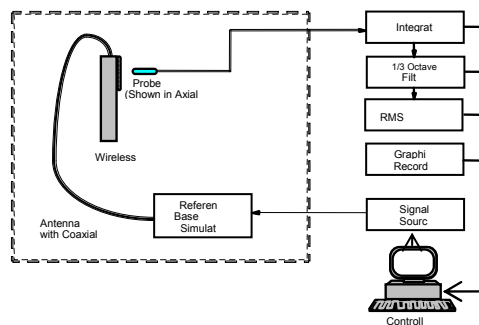 Integrat
1/3 Octave
Filt
RMS
Graphi
Record
Probe
(Shown in Axial
Wireless
Antenna
with Coaxial
Referen
Base
Simulat
Signal
Sourc
Controll